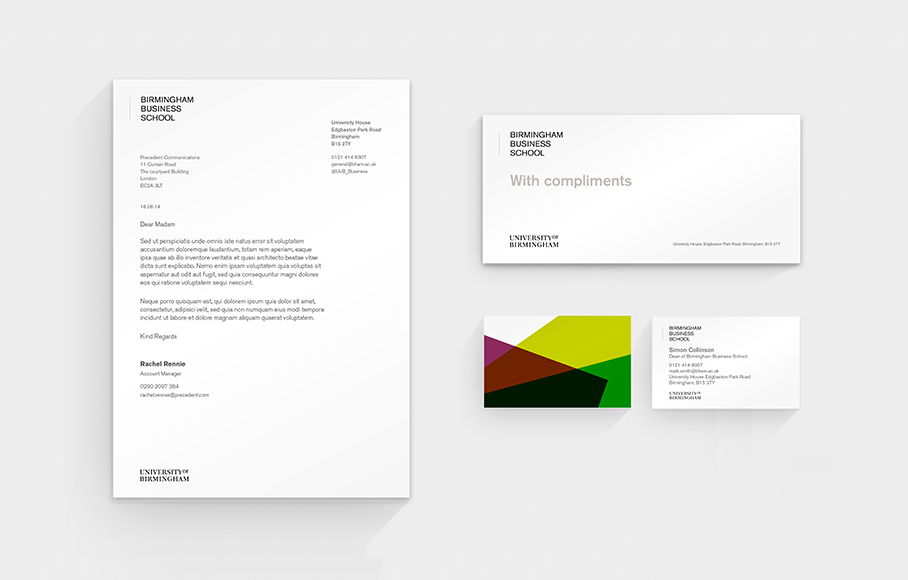 BIRMINGHAM
BUSINESS
SCHOOL
University House
Edgbaston Park Road
Birmingham
B15 2TY
0121 414 8307
general@bham.ac.uk
@UoB_Business
Precedent Communications
11 Curtain Road
The courtyard Building
London
EC2A 3LT
18.06.14
Dear Madam
Sed ut perspiciatis unde omnis iste natus error sit voluptatem
accusantium doloremque laudantium, totam rem aperiam, eaque
ipsa quae ab illo inventore veritatis et quasi architecto beatae vitae
dicta sunt explicabo. Nemo enim ipsam voluptatem quia voluptas sit
aspernatur aut odit aut fugit, sed quia consequuntur magni dolores
eos qui ratione voluptatem sequi nesciunt.
Neque porro quisquam est, qui dolorem ipsum quia dolor sit amet,
consectetur, adipisci velit, sed quia non numquam eius modi tempora
incidunt ut labore et dolore magnam aliquam quaerat voluptatem.
Kind Regards
Rachel Rennie
Account Manager
0290 2097 364
rachel.rennie@precedent.com
UNIVERSITY OF
BIRMINGHAM
BIRMINGHAM
BUSINESS
SCHOOL
With compliments
UNIVERSITY OF
BIRMINGHAM
University House, Edgbaston Park Road, Birmingham, B15 2TY
BIRMINGHAM
BUSINESS
SCHOOL
Simon Collinson
Dean of Birmingham Business School
0121 414 8307
mark.smith@bham.ac.uk
University House Edgbaston Park Road
Birmingham, B15 2TY
UNIVERSITY OF
BIRMINGHAM